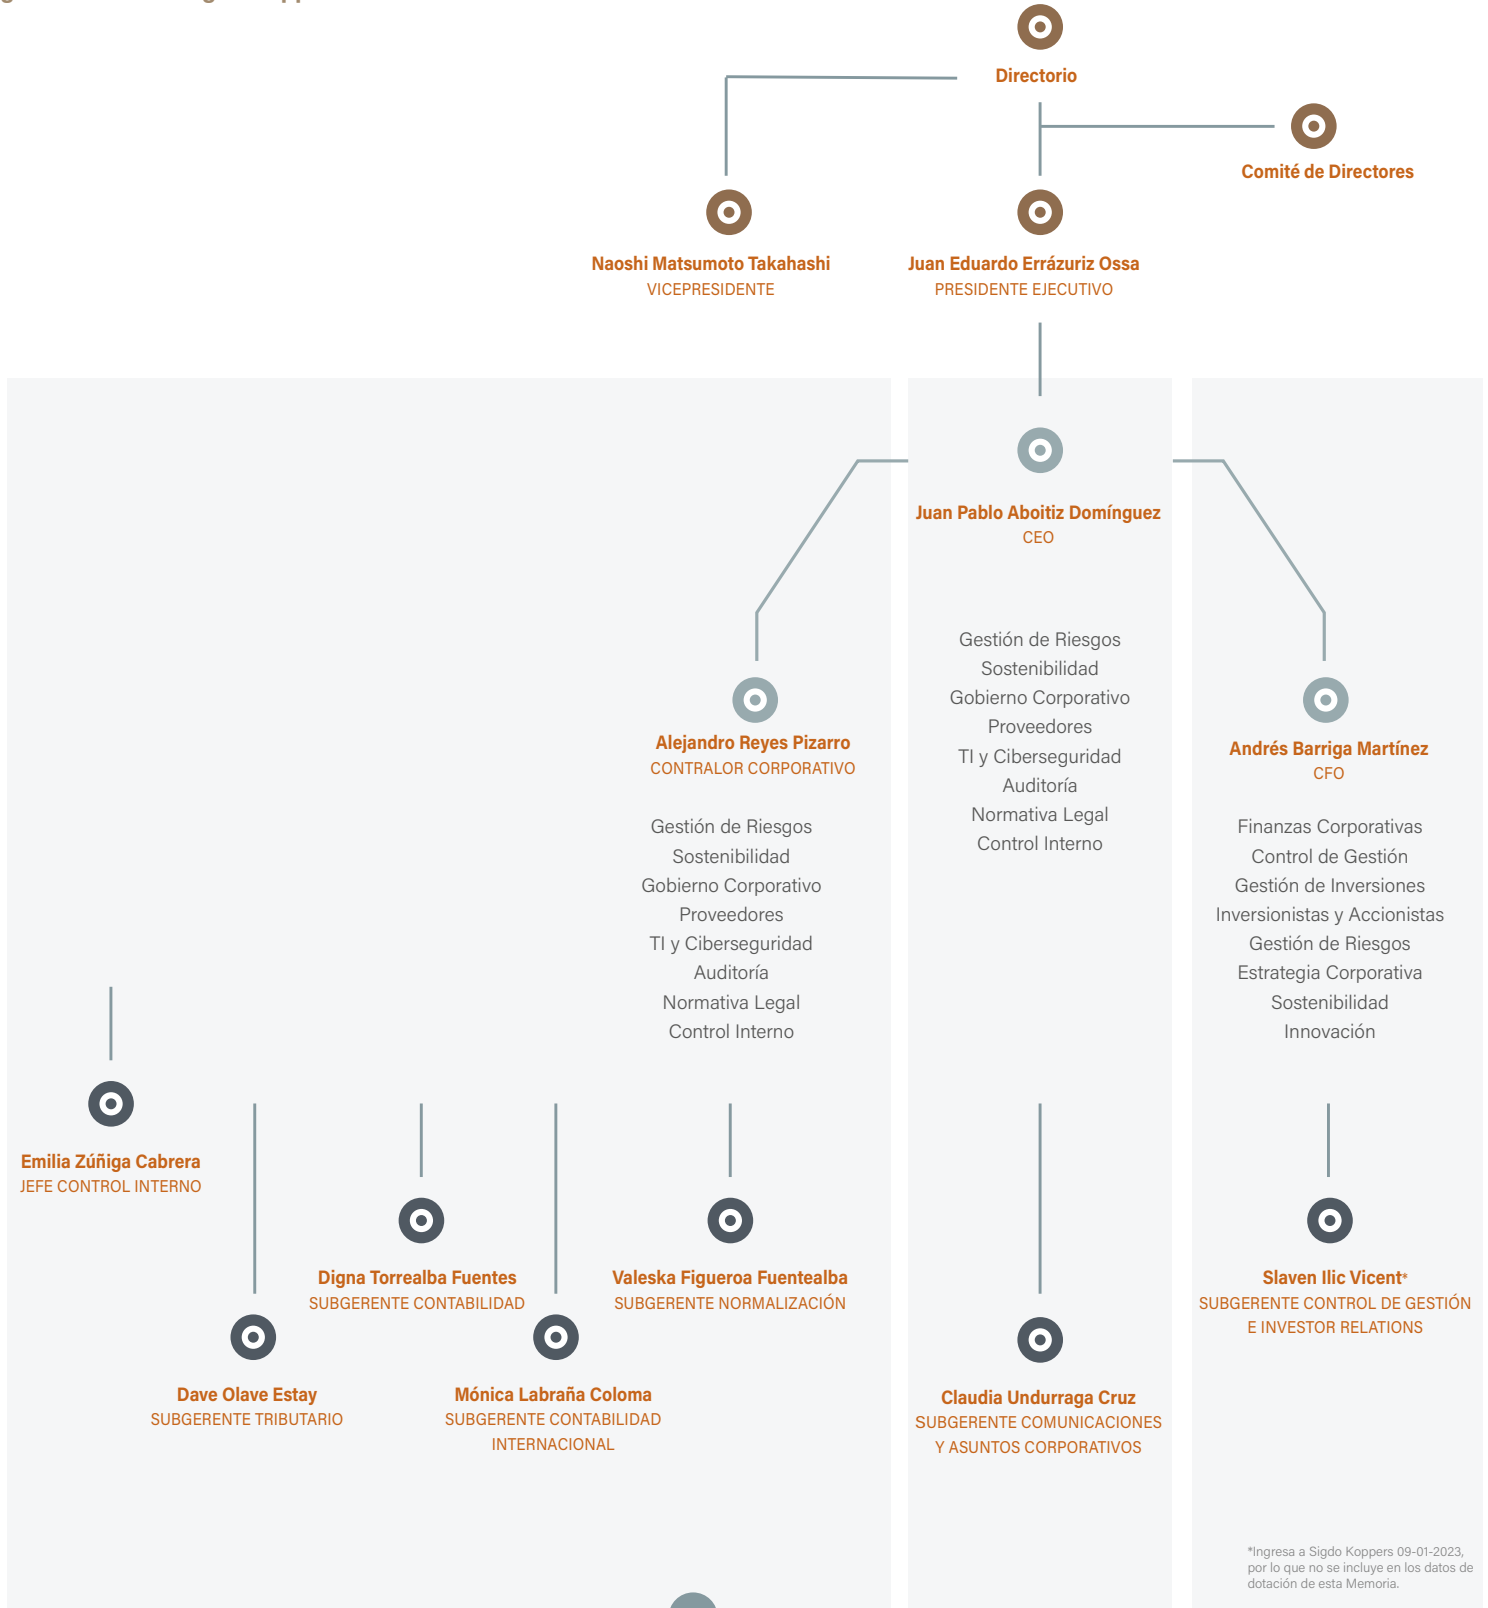 Directorio
Comité de Directores
Naoshi Matsumoto Takahashi
VICEPRESIDENTE
Juan Eduardo Errázuriz Ossa
PRESIDENTE EJECUTIVO
Juan Pablo Aboitiz Domínguez
CEO
Gestión de Riesgos
Sostenibilidad
Gobierno Corporativo
Proveedores
TI y Ciberseguridad
Auditoría
Normativa Legal
Control Interno
Alejandro Reyes Pizarro
CONTRALOR CORPORATIVO
Gestión de Riesgos
Sostenibilidad
Gobierno Corporativo
Proveedores
TI y Ciberseguridad
Auditoría
Normativa Legal
Control Interno
Andrés Barriga Martínez
CFO
Finanzas Corporativas
Control de Gestión
Gestión de Inversiones
Inversionistas y Accionistas
Gestión de Riesgos
Estrategia Corporativa
Sostenibilidad
Innovación
Emilia Zúñiga Cabrera
JEFE CONTROL INTERNO
Digna Torrealba Fuentes
SUBGERENTE CONTABILIDAD
Valeska Figueroa Fuentealba
SUBGERENTE NORMALIZACIÓN
Slaven Ilic Vicent*
SUBGERENTE CONTROL DE GESTIÓN
E INVESTOR RELATIONS
Dave Olave Estay
SUBGERENTE TRIBUTARIO
Mónica Labraña Coloma
SUBGERENTE CONTABILIDAD
INTERNACIONAL
Claudia Undurraga Cruz
SUBGERENTE COMUNICACIONES
Y ASUNTOS CORPORATIVOS
*Ingresa a Sigdo Koppers 09-01-2023,
por lo que no se incluye en los datos de
dotación de esta Memoria.